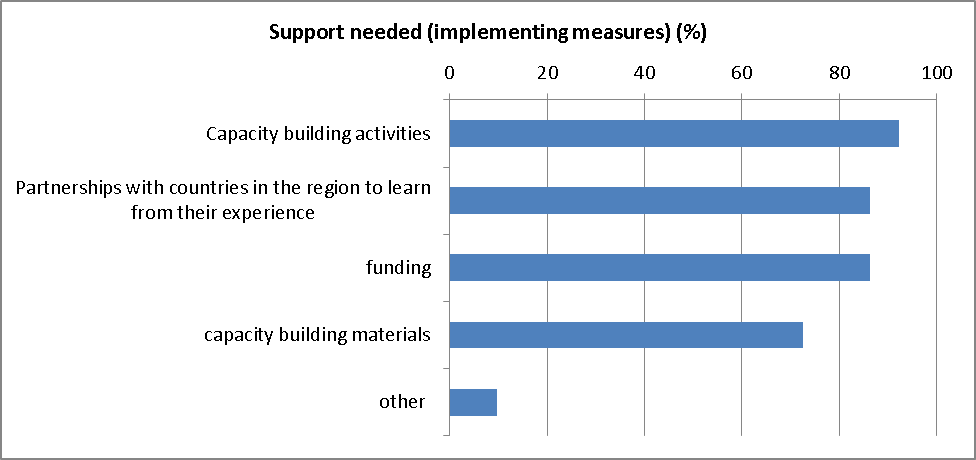 Support needed (implementing measures) (%)
0 20 40 60 80 100
Capacity building activities
Partnerships with countries in the region to learn
from their experience
funding
capacity building materials
other